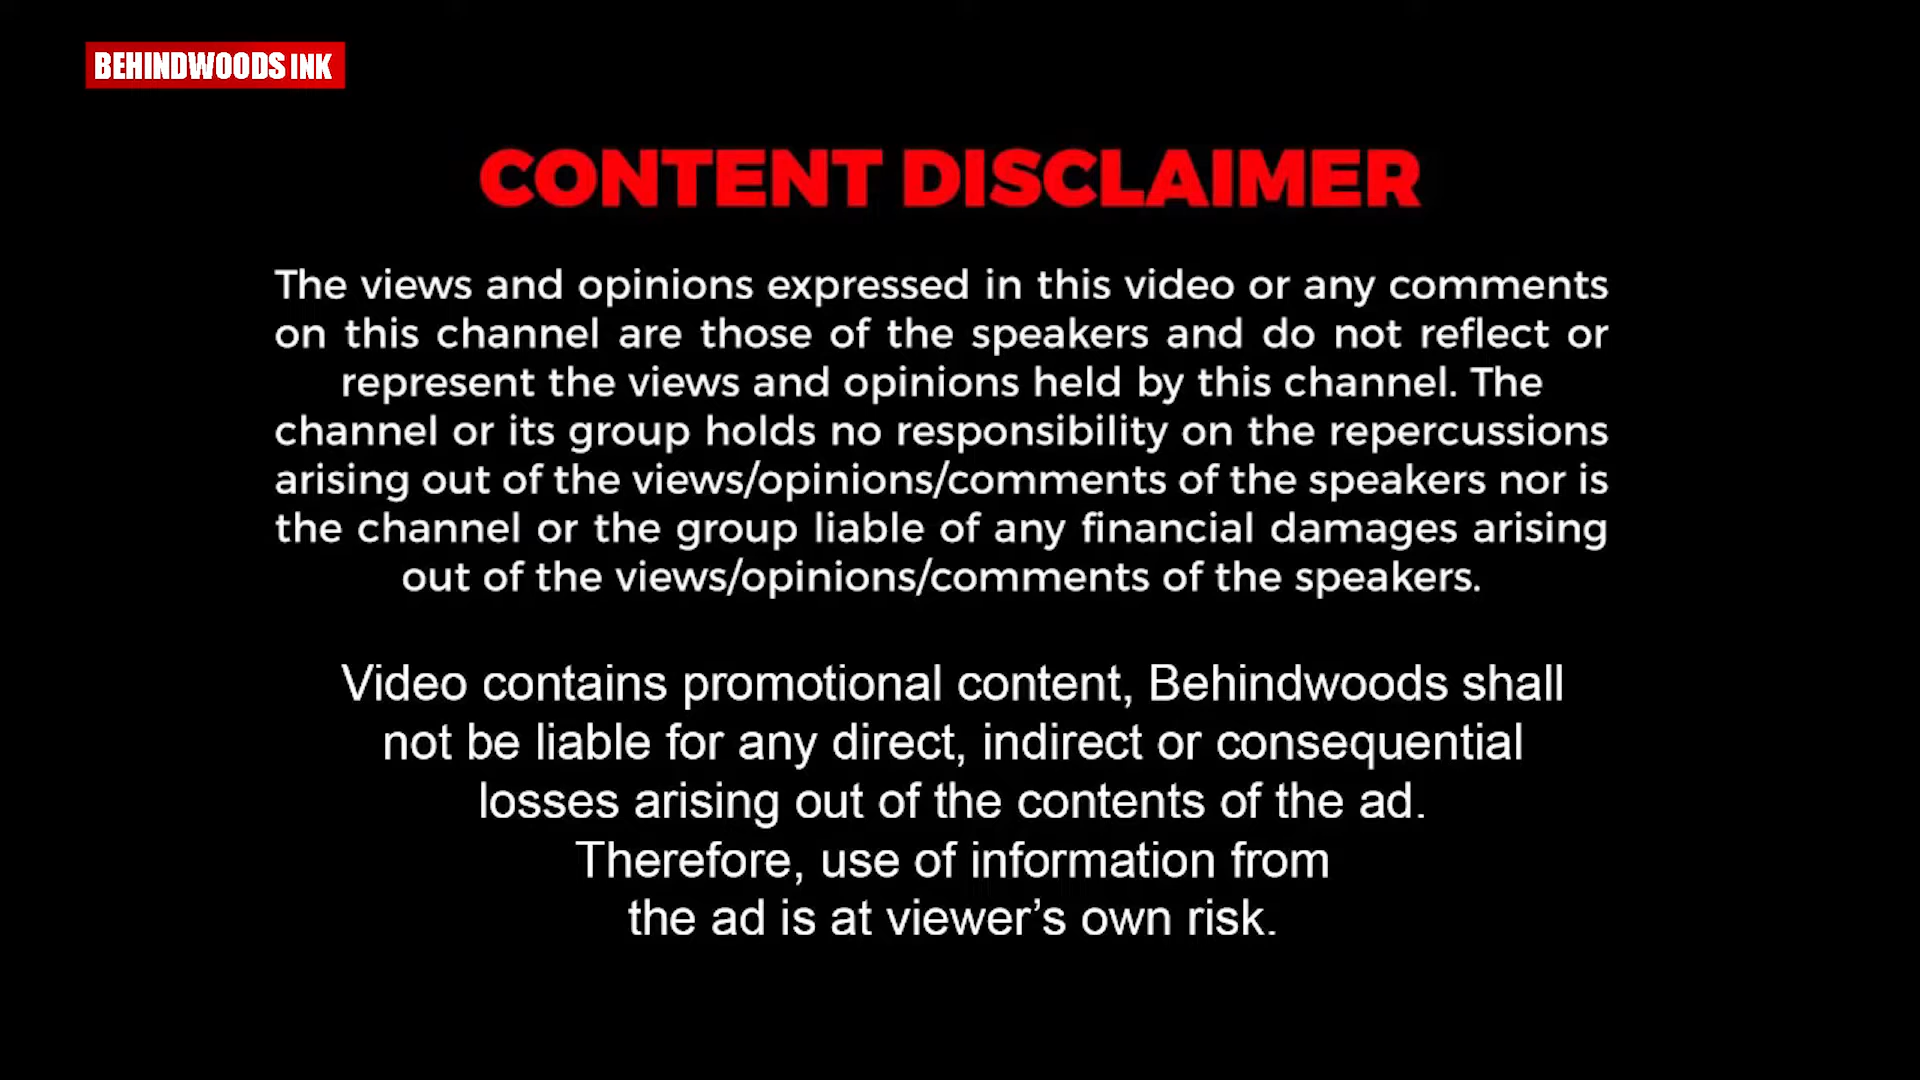 BEHINDWOODS INK
CONTENT DISCLAIMER
The views and opinions expressed in this video or any comments
on this channel are those of the speakers and do not reflect or
represent the views and opinions held by this channel. The
channel or its group holds no responsibility on the repercussions
arising out of the views/opinions/comments of the speakers nor is
the channel or the group liable of any financial damages arising
out of the views/opinions/comments of the speakers.
Video contains promotional content, Behindwoods shall
not be liable for any direct, indirect or consequential
losses arising out of the contents of the ad.
Therefore, use of information from
the ad is at viewer’s own risk.